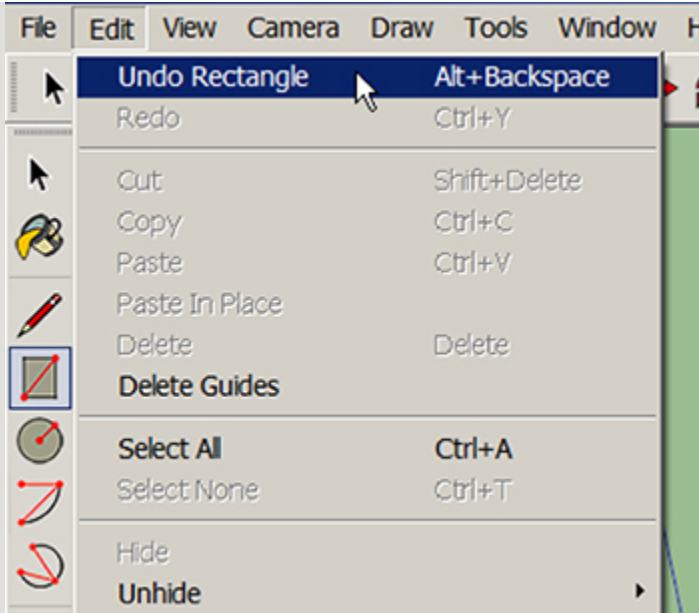 File Edit View Camera Draw Tools Window
Undo Rectangle Alt+Backspace
Redo Ctrl+Y
Cut Shift+Delete
Copy Ctrl+C
Paste Ctrl+V
Paste In Place
Delete Delete
Delete Guides
Select All Ctrl+A
Select None Ctrl+T
Hide
Unhide